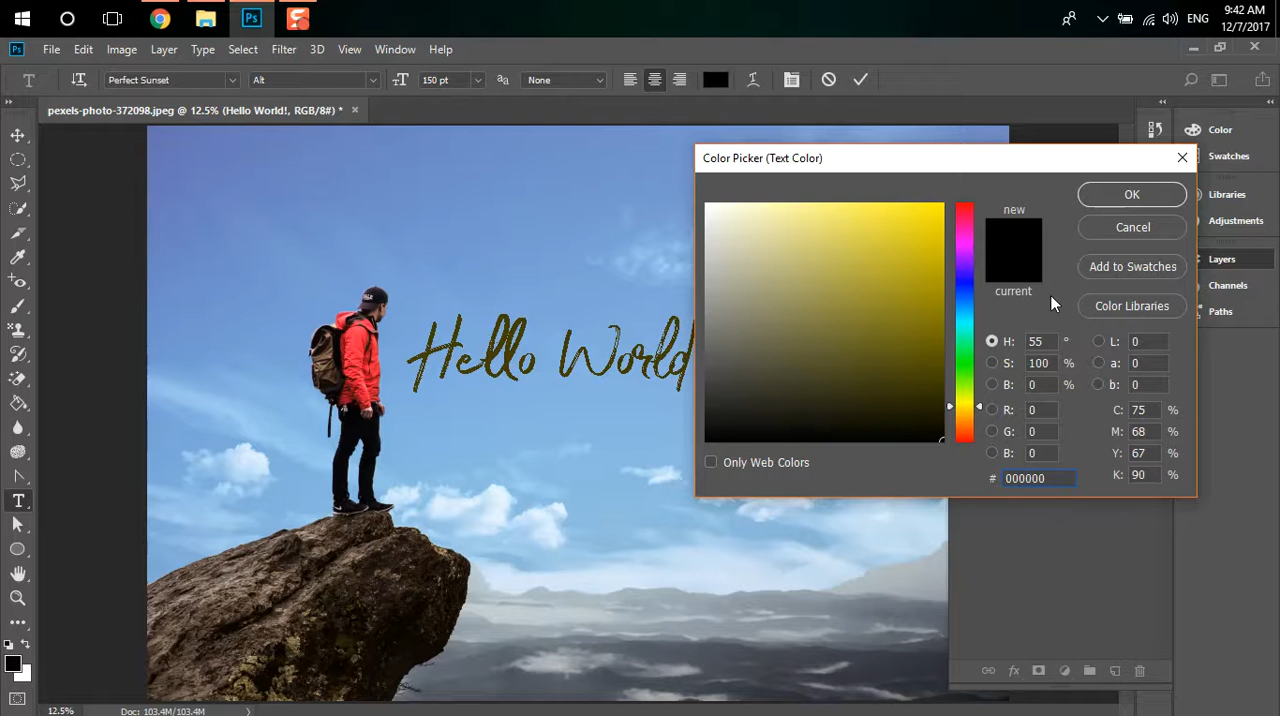 9:42 AM
ENG
12/7/2017
Ps
Ps
File Edit Image Layer Type Select Filter 3D View Window Help
T Perfect Sunset Alt 150 pt None
pexels-photo-372098.jpeg @ 12.5% (Hello World!, RGB/8#) * ×
Color
Swatches
Libraries
Adjustments
Layers
Channels
Paths
Color Picker (Text Color)
new
current
OK
Cancel
Add to Swatches
Color Libraries
H: 55 ° L: 0
S: 100 % a: 0
B: 0 % b: 0
R: 0 C: 75 %
G: 0 M: 68 %
B: 0 Y: 67 %
# 000000 K: 90 %
Only Web Colors
Hello World
T
fx
12.5% Doc: 103.4M/103.4M